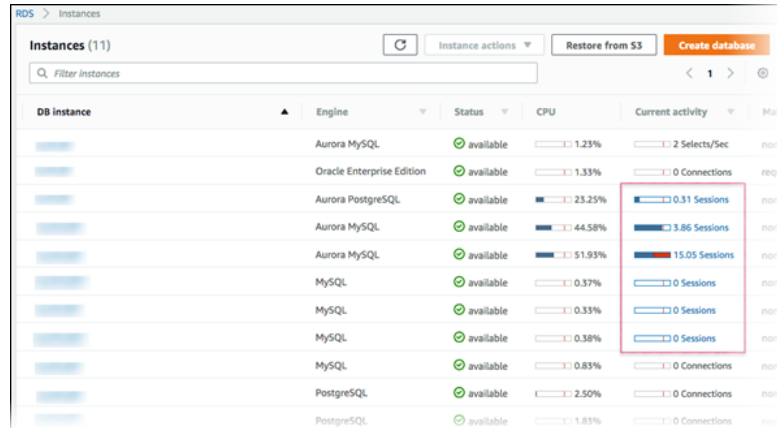 RDS > Instances
Instances (11) Instance actions Restore from S3 Create database
Filter instances < 1 >
DB instance Engine Status CPU Current activity
Aurora MySQL available 1.23% 2 Selects/Sec
Oracle Enterprise Edition available 1.33% 0 Connections
Aurora PostgreSQL available 23.25% 0.31 Sessions
Aurora MySQL available 44.58% 3.86 Sessions
Aurora MySQL available 51.93% 15.05 Sessions
MySQL available 0.37% 0 Sessions
MySQL available 0.33% 0 Sessions
MySQL available 0.38% 0 Sessions
MySQL available 0.83% 0 Connections
PostgreSQL available 2.50% 0 Connections
PostgreSQL available 1.83% 0 Connections